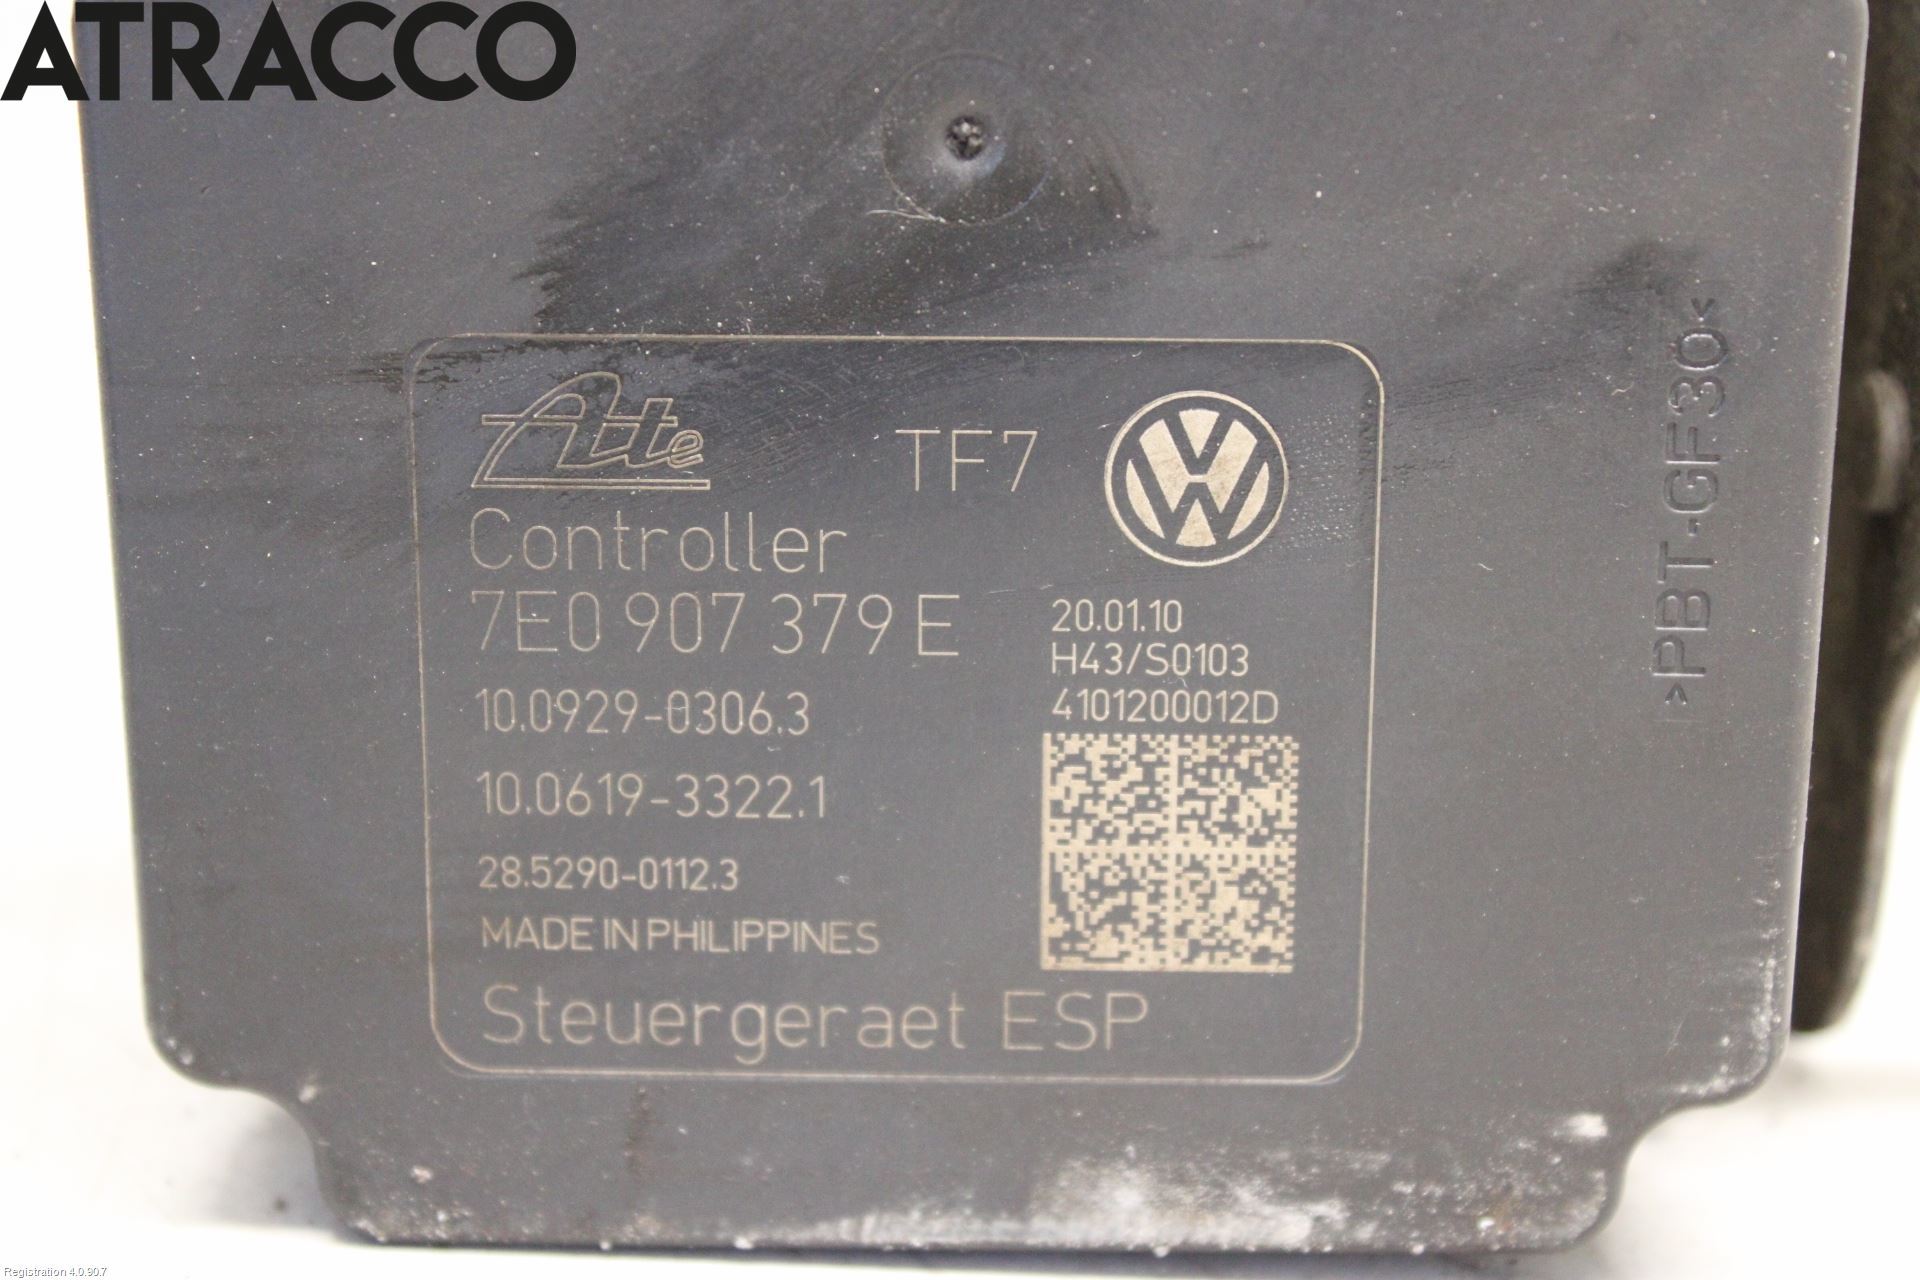 ATRACCO
Ate TF7
Controller
7E0 907 379 E
20.01.10
H43/S0103
10.0929-0306.3
4101200012D
10.0619-3322.1
28.5290-0112.3
MADE IN PHILIPPINES
Steuergeraet ESP
>PBT-GF30<
Registration 4.0.90.7